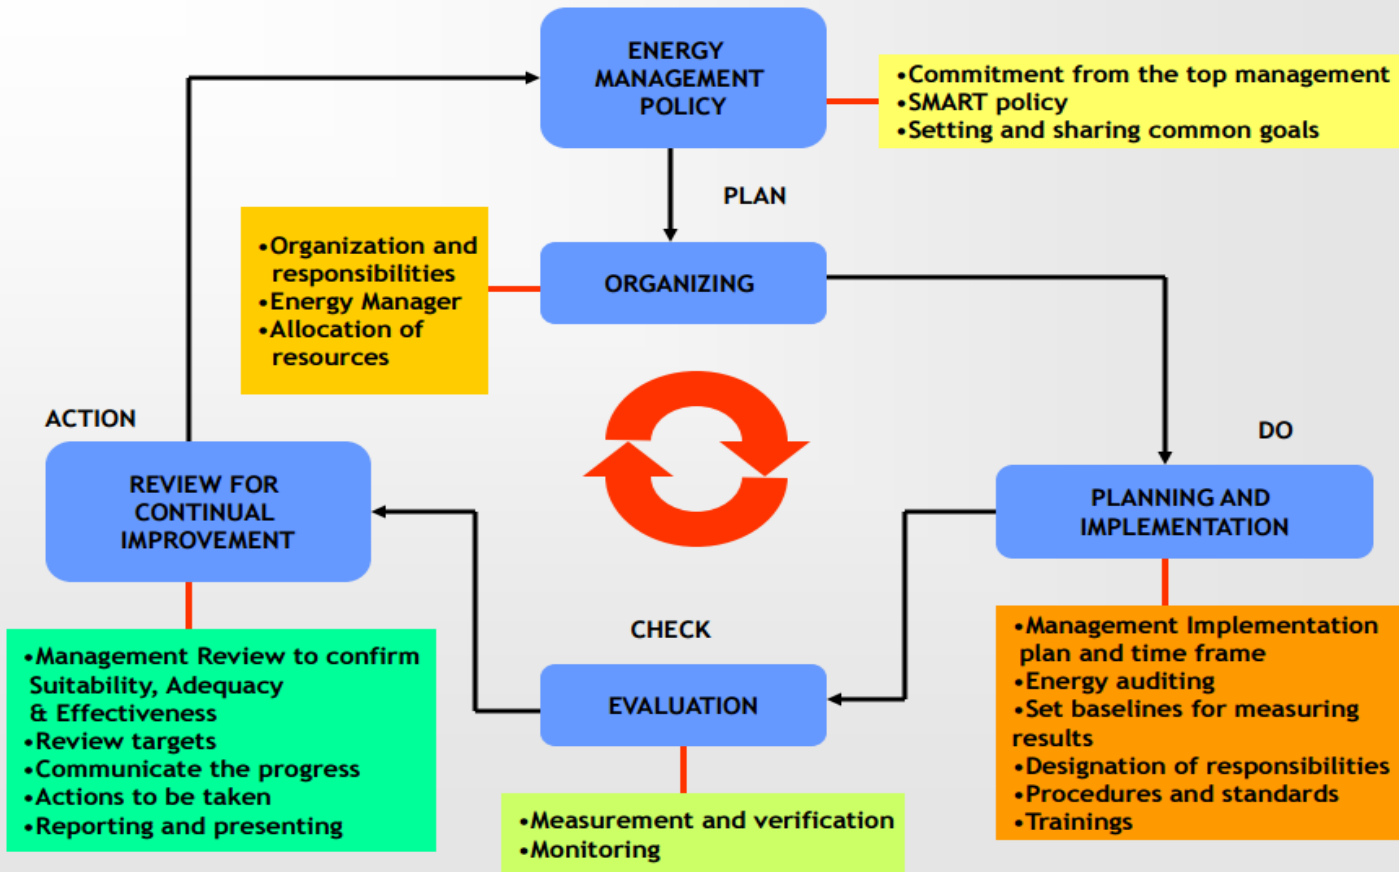 ENERGY
MANAGEMENT
POLICY
•Commitment from the top management
•SMART policy
•Setting and sharing common goals
PLAN
•Organization and
responsibilities
•Energy Manager
•Allocation of
resources
ORGANIZING
ACTION
DO
REVIEW FOR
CONTINUAL
IMPROVEMENT
PLANNING AND
IMPLEMENTATION
•Management Implementation
plan and time frame
•Energy auditing
•Set baselines for measuring
results
•Designation of responsibilities
•Procedures and standards
•Trainings
CHECK
EVALUATION
•Measurement and verification
•Monitoring
•Management Review to confirm
Suitability, Adequacy
& Effectiveness
•Review targets
•Communicate the progress
•Actions to be taken
•Reporting and presenting